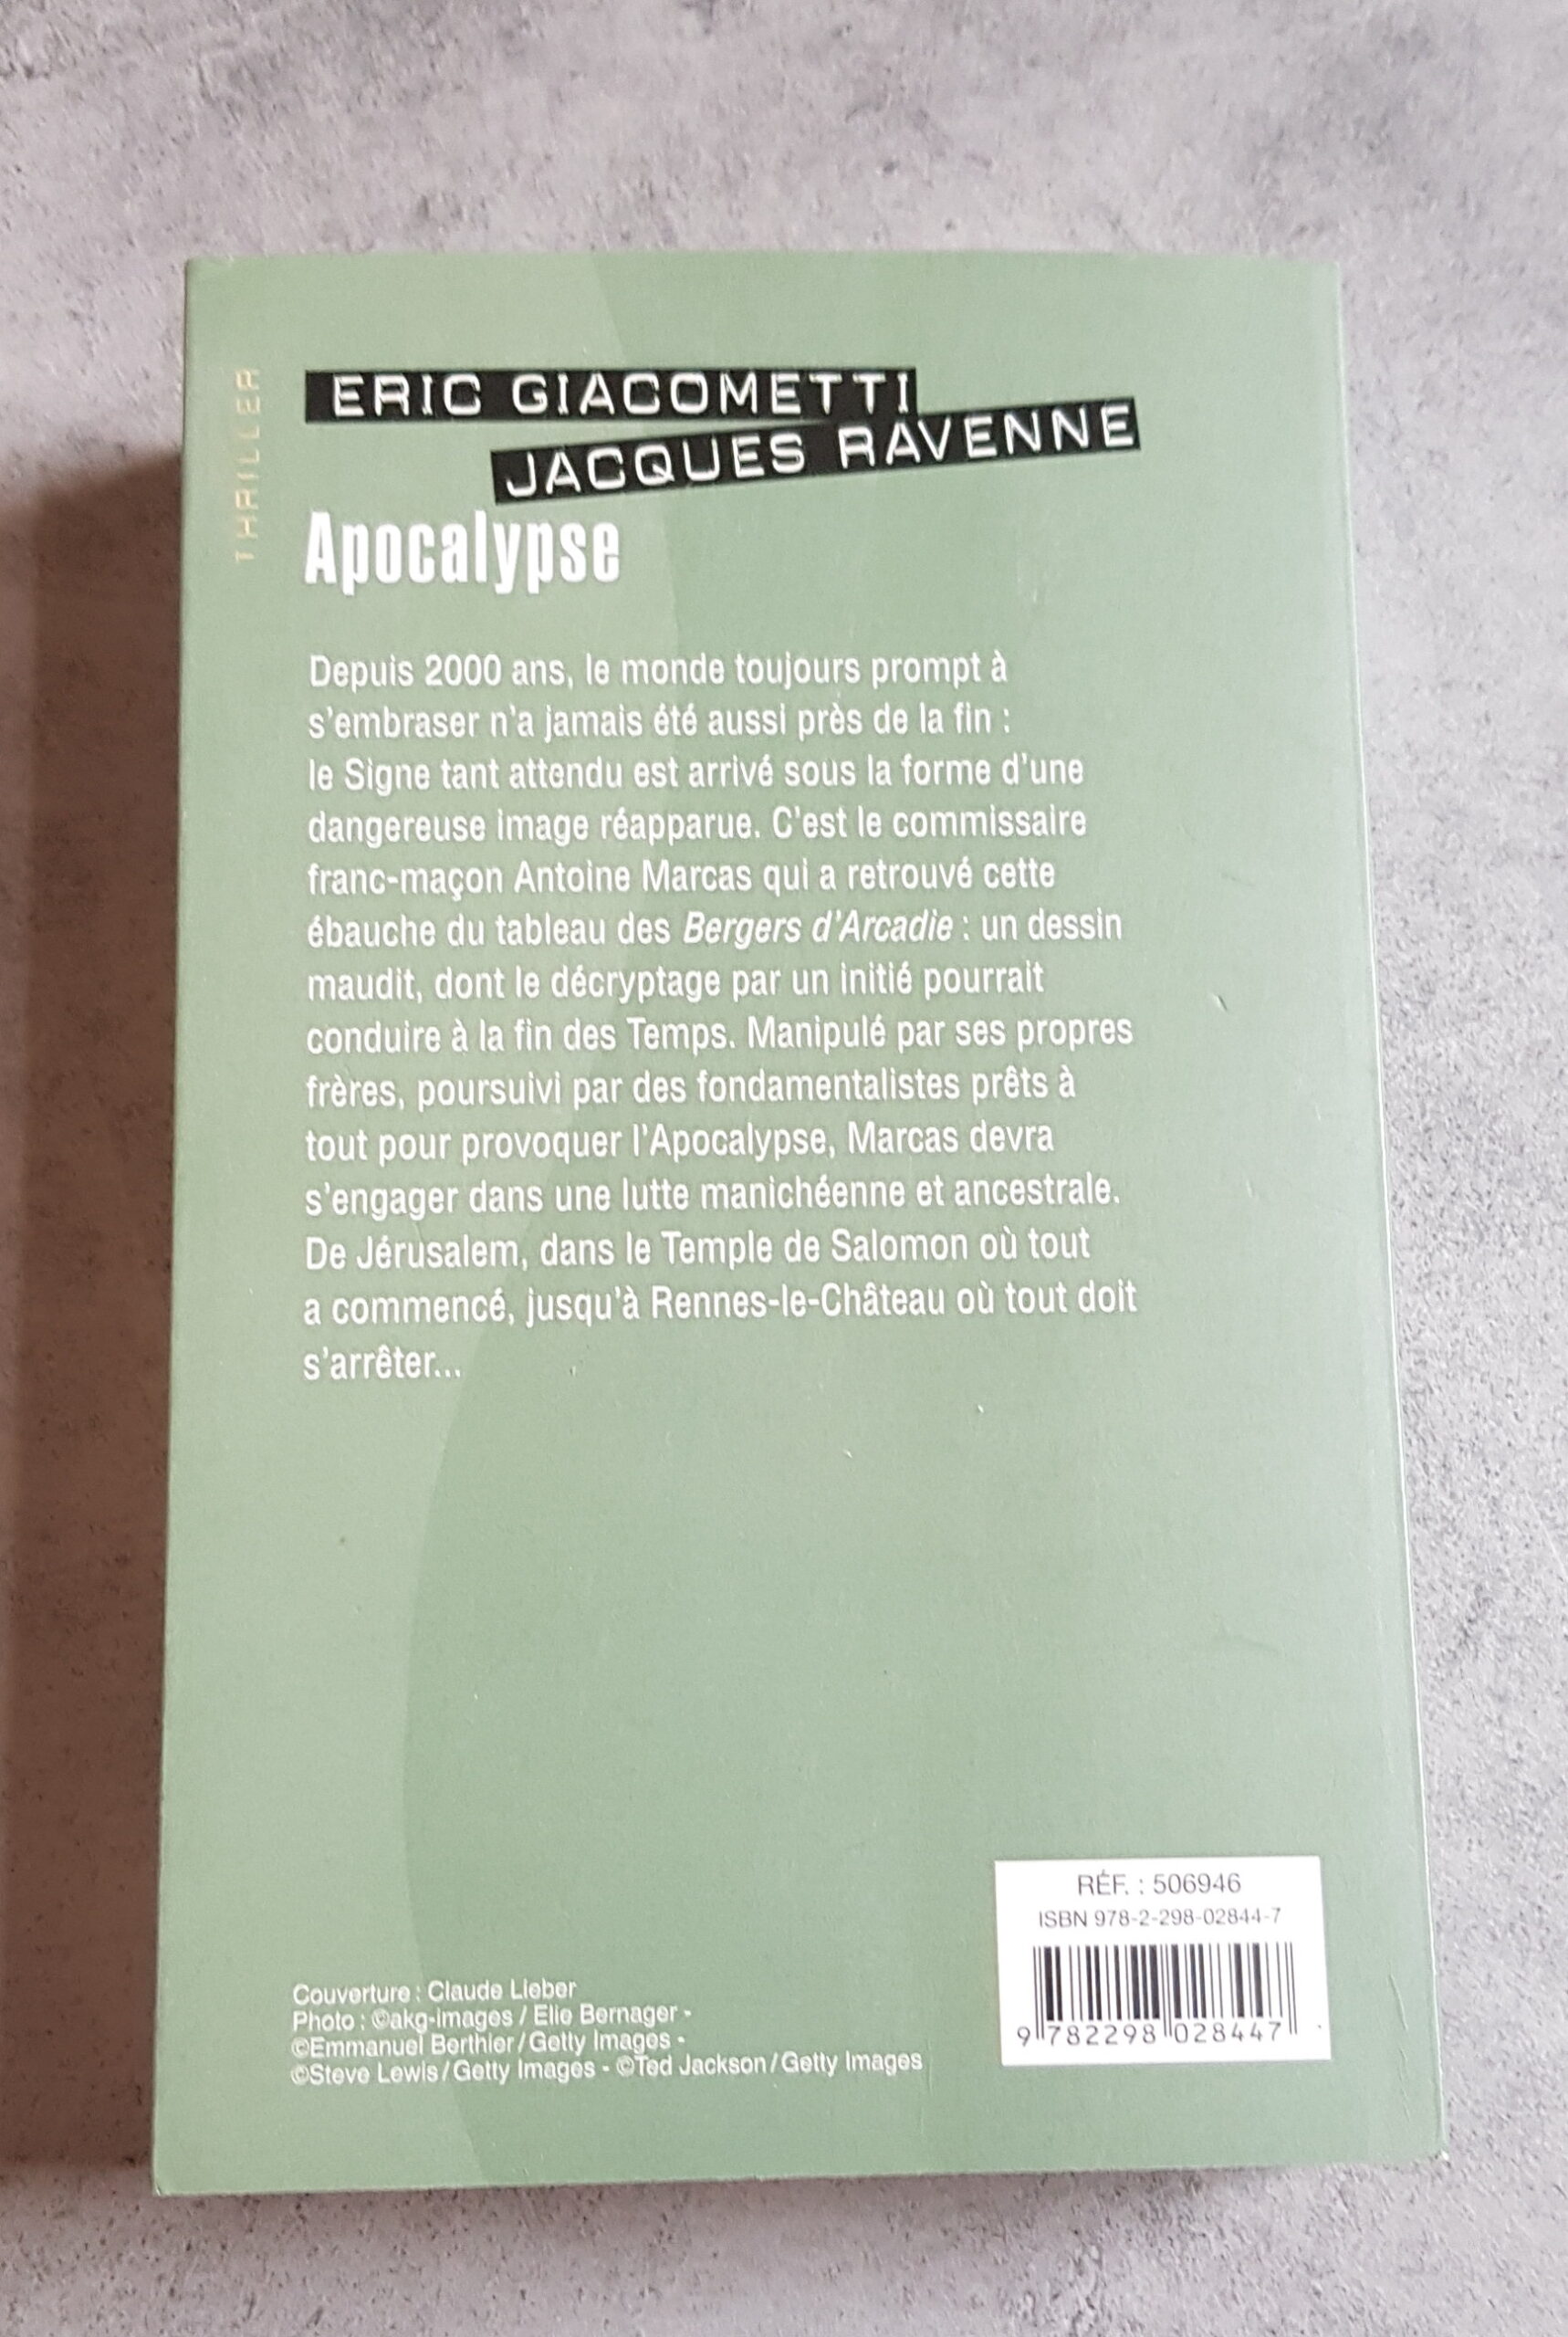 THRILLER
ERIC GIACOMETTI
JACQUES RAVENNE
Apocalypse
Depuis 2000 ans, le monde toujours prompt à
s'embraser n'a jamais été aussi près de la fin :
le Signe tant attendu est arrivé sous la forme d'une
dangereuse image réapparue. C'est le commissaire
franc-maçon Antoine Marcas qui a retrouvé cette
ébauche du tableau des Bergers d'Arcadie : un dessin
maudit, dont le décryptage par un initié pourrait
conduire à la fin des Temps. Manipulé par ses propres
frères, poursuivi par des fondamentalistes prêts à
tout pour provoquer l'Apocalypse, Marcas devra
s'engager dans une lutte manichéenne et ancestrale.
De Jérusalem, dans le Temple de Salomon où tout
a commencé, jusqu'à Rennes-le-Château où tout doit
s'arrêter...
RÉF. : 506946
ISBN 978-2-298-02844-7
9 782298 028447
Couverture : Claude Lieber
Photo : ©akg-images / Elie Bernager -
©Emmanuel Berthier / Getty Images -
©Steve Lewis / Getty Images - ©Ted Jackson / Getty Images